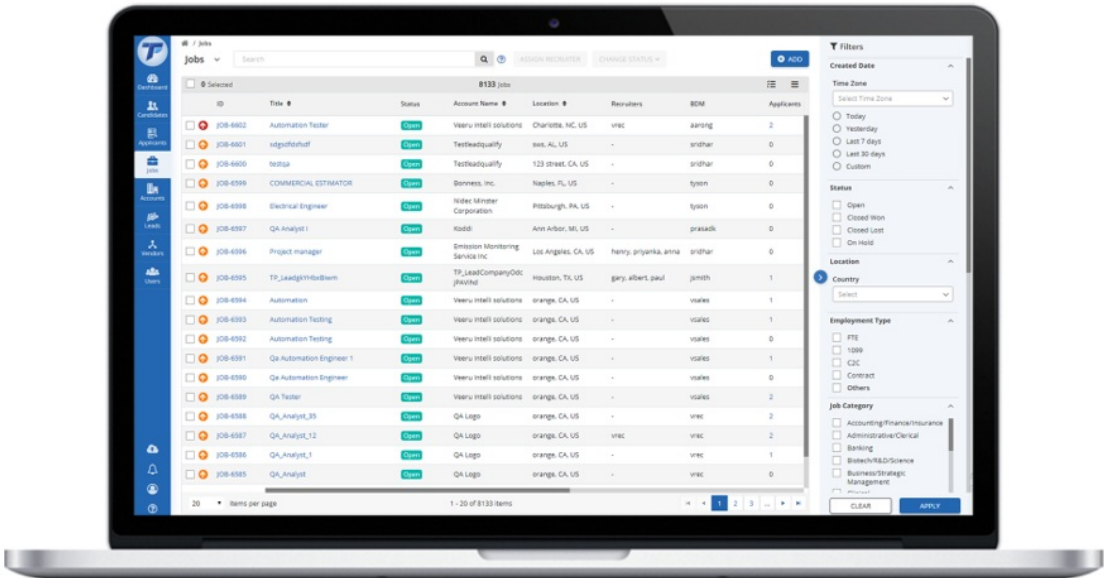 Jobs
Jobs
Search
ASSIGN RECRUITER
CHANGE STATUS
ADD
0 Selected
8133 Jobs
ID Title Status Account Name Location Recruiters BDM Applicants
JOB-6602 Automation Tester Open Veeru Intelli solutions Charlotte, NC, US vrec aarong 2
JOB-6601 Open Testleadqualify sws, AL, US - sridhar 0
JOB-6600 testqa Open Testleadqualify 123 street, CA, US - sridhar 0
JOB-6599 COMMERCIAL ESTIMATOR Open Bonness, Inc. Naples, FL, US - tyson 0
JOB-6598 Electrical Engineer Open Nidec Minster Corporation Pittsburgh, PA, US - tyson 0
JOB-6597 QA Analyst I Open Koddi Ann Arbor, MI, US - prasadk 0
JOB-6596 Project manager Open Emission Monitoring Service Inc Los Angeles, CA, US henry, priyanka, anna sridhar 0
JOB-6595 Open Houston, TX, US gary, albert, paul jsmith 1
JOB-6594 Automation Open Veeru Intelli solutions orange, CA, US - vsales 1
JOB-6593 Automation Testing Open Veeru Intelli solutions orange, CA, US - vsales 1
JOB-6592 Automation Testing Open Veeru Intelli solutions orange, CA, US - vsales 0
JOB-6591 Qa Automation Engineer 1 Open Veeru Intelli solutions orange, CA, US - vsales 1
JOB-6590 Qa Automation Engineer Open Veeru Intelli solutions orange, CA, US - vsales 0
JOB-6589 QA Tester Open Veeru Intelli solutions orange, CA, US - vsales 2
JOB-6588 QA_Analyst_35 Open QA Logo orange, CA, US - vrec 2
JOB-6587 QA_Analyst_12 Open QA Logo orange, CA, US vrec vrec 2
JOB-6586 QA_Analyst_1 Open QA Logo orange, CA, US - vrec 1
JOB-6585 QA_Analyst Open QA Logo orange, CA, US - vrec 0
20 Items per page
1 - 20 of 8133 items
1 2 3 ...
Dashboard
Candidates
Applicants
Jobs
Accounts
Leads
Vendors
Users
Filters
Created Date
Time Zone
Select Time Zone
Today
Yesterday
Last 7 days
Last 30 days
Custom
Status
Open
Closed Won
Closed Lost
On Hold
Location
Country
Select
Employment Type
FTE
1099
C2C
Contract
Others
Job Category
Accounting/Finance/Insurance
Administrative/Clerical
Banking
Biotech/R&D/Science
Business/Strategic
Management
CLEAR
APPLY